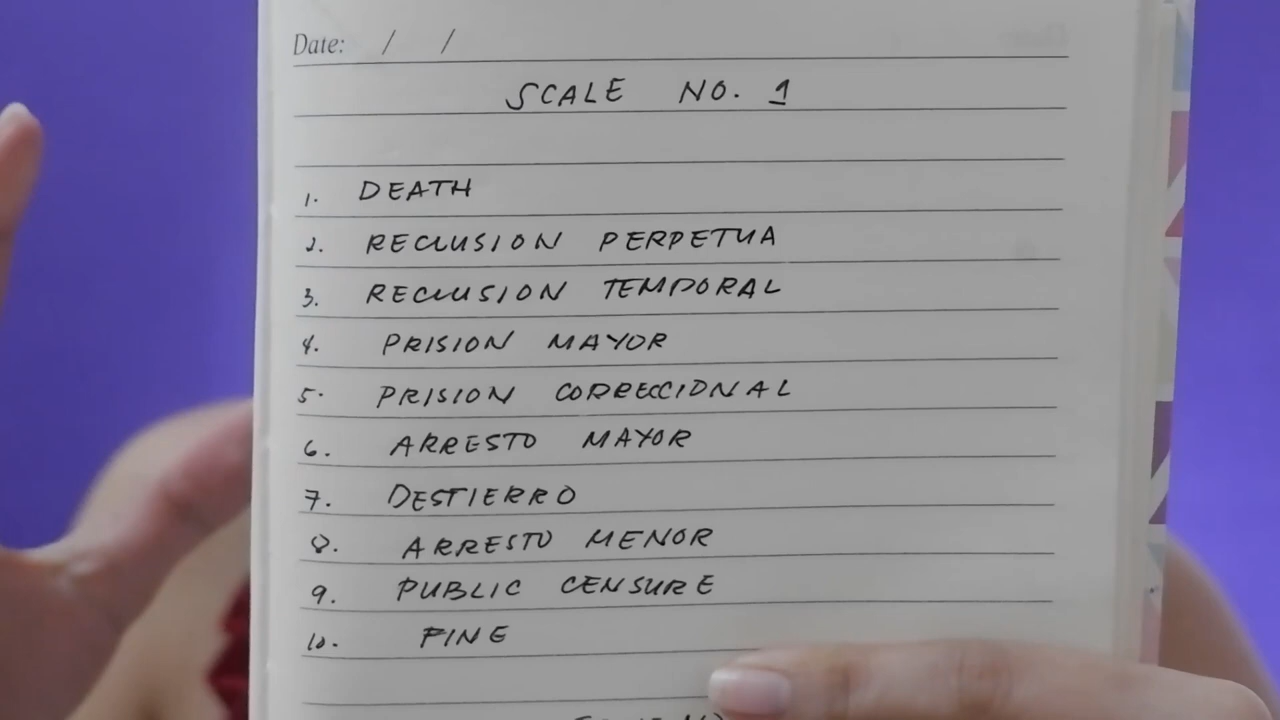 Date: / /
SCALE NO. 1
1. DEATH
2. RECLUSION PERPETUA
3. RECLUSION TEMPORAL
4. PRISION MAYOR
5. PRISION CORRECCIONAL
6. ARRESTO MAYOR
7. DESTIERRO
8. ARRESTO MENOR
9. PUBLIC CENSURE
10. FINE